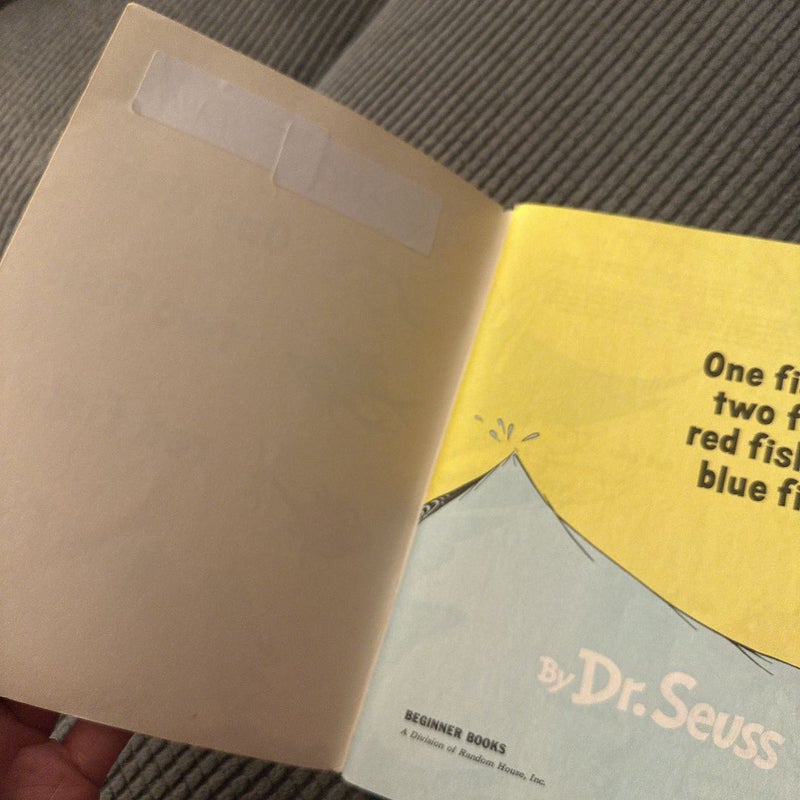 One fi
two f
red fish
blue fi
By Dr. Seuss
BEGINNER BOOKS
A Division of Random House, Inc.